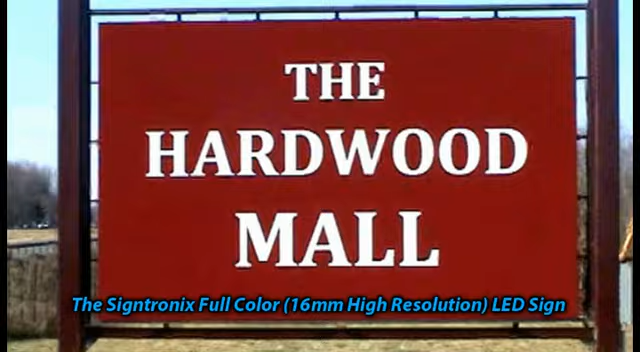 THE
HARDWOOD
MALL
The Signtronix Full Color (16mm High Resolution) LED Sign